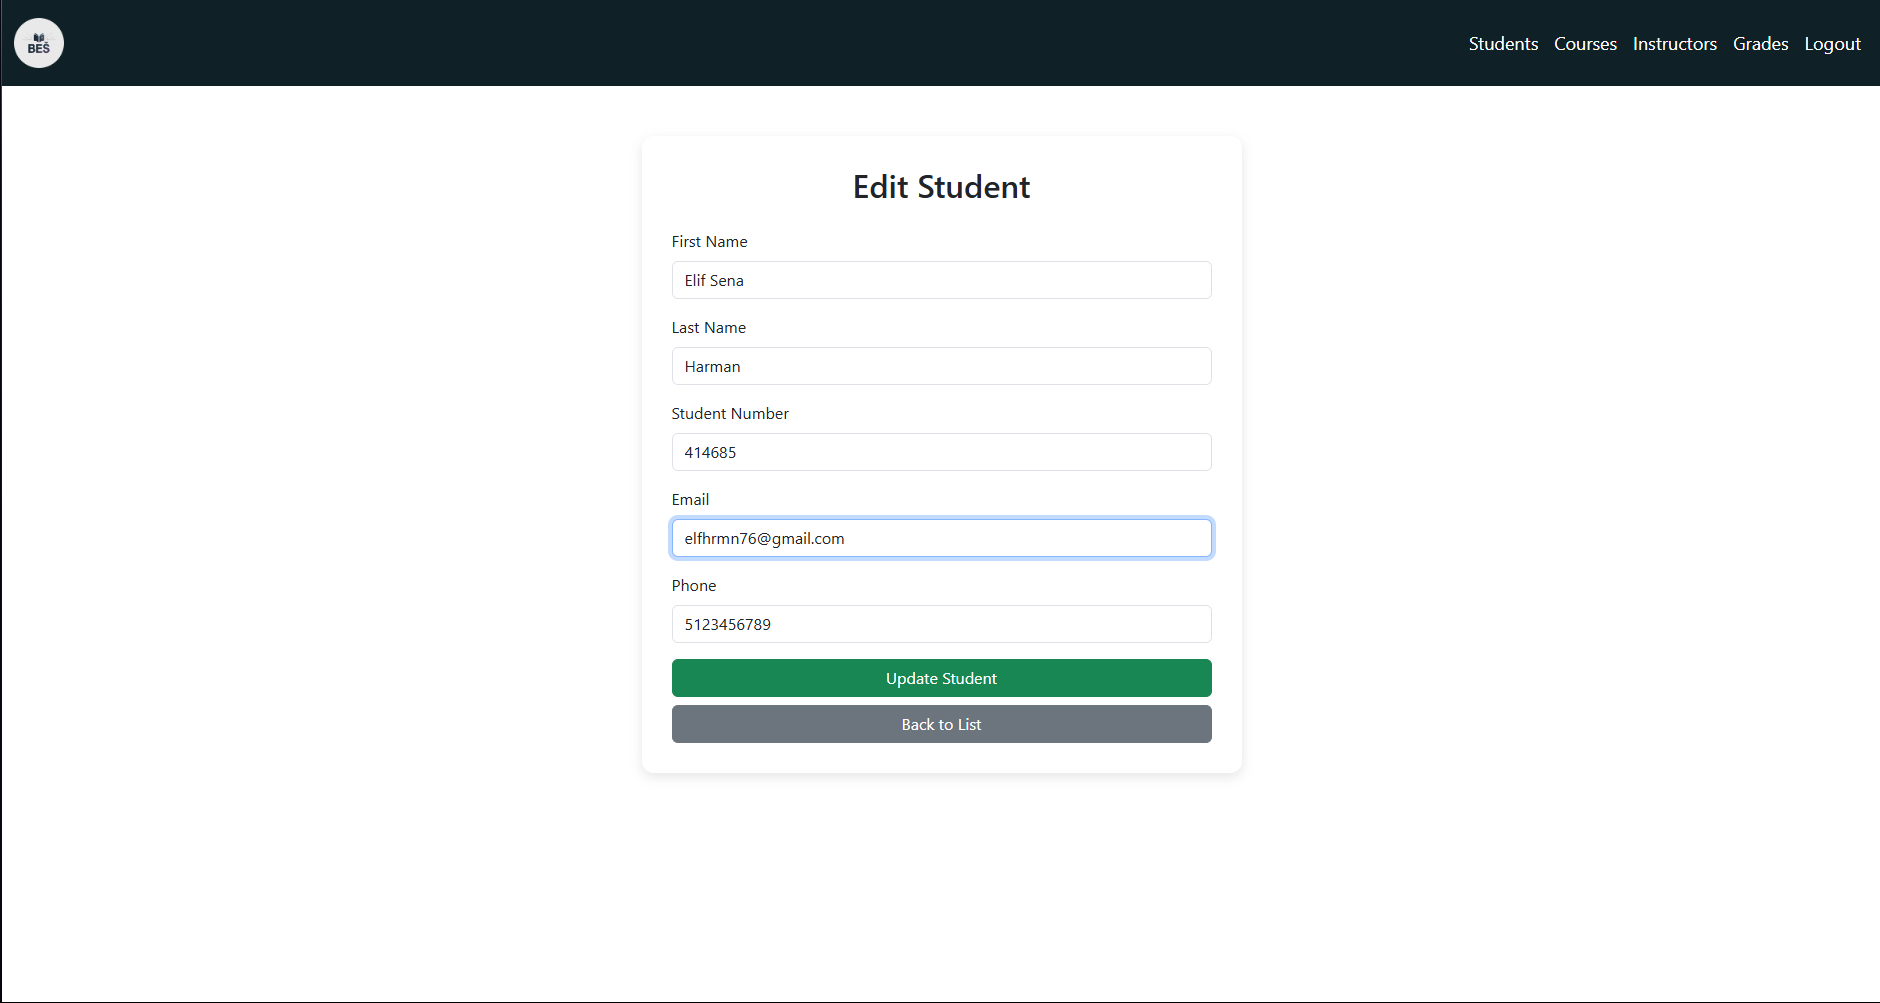 BEŞ
Students Courses Instructors Grades Logout
Edit Student
First Name
Elif Sena
Last Name
Harman
Student Number
414685
Email
elfhrmn76@gmail.com
Phone
5123456789
Update Student
Back to List